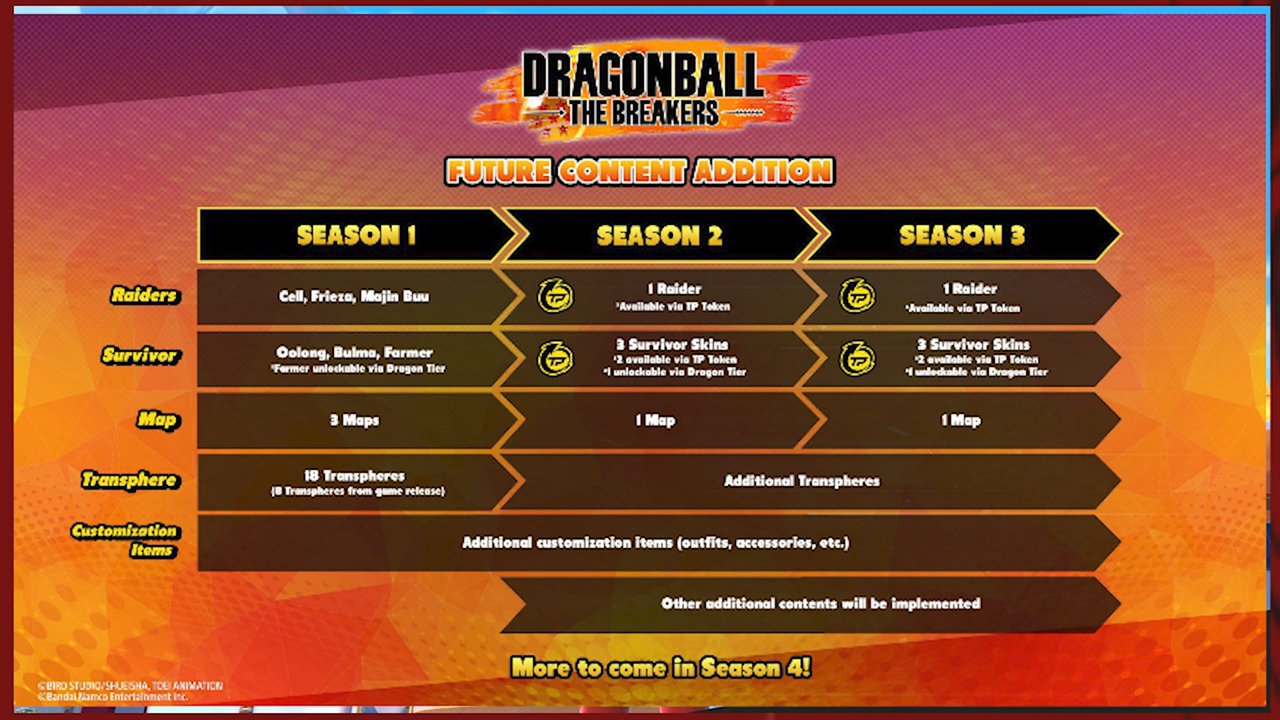 DRAGONBALL
THE BREAKERS
FUTURE CONTENT ADDITION
SEASON 1
SEASON 2
SEASON 3
Raiders
Cell, Frieza, Majin Buu
TP
1 Raider
*Available via TP Token
TP
1 Raider
*Available via TP Token
Survivor
Oolong, Bulma, Farmer
*Farmer unlockable via Dragon Tier
TP
3 Survivor Skins
*2 available via TP Token
*1 unlockable via Dragon Tier
TP
3 Survivor Skins
*2 available via TP Token
*1 unlockable via Dragon Tier
Map
3 Maps
1 Map
1 Map
Transphere
18 Transpheres
(8 Transpheres from game release)
Additional Transpheres
Customization
Items
Additional customization items (outfits, accessories, etc.)
Other additional contents will be implemented
More to come in Season 4!
©BIRD STUDIO/SHUEISHA, TOEI ANIMATION
©Bandai Namco Entertainment Inc.